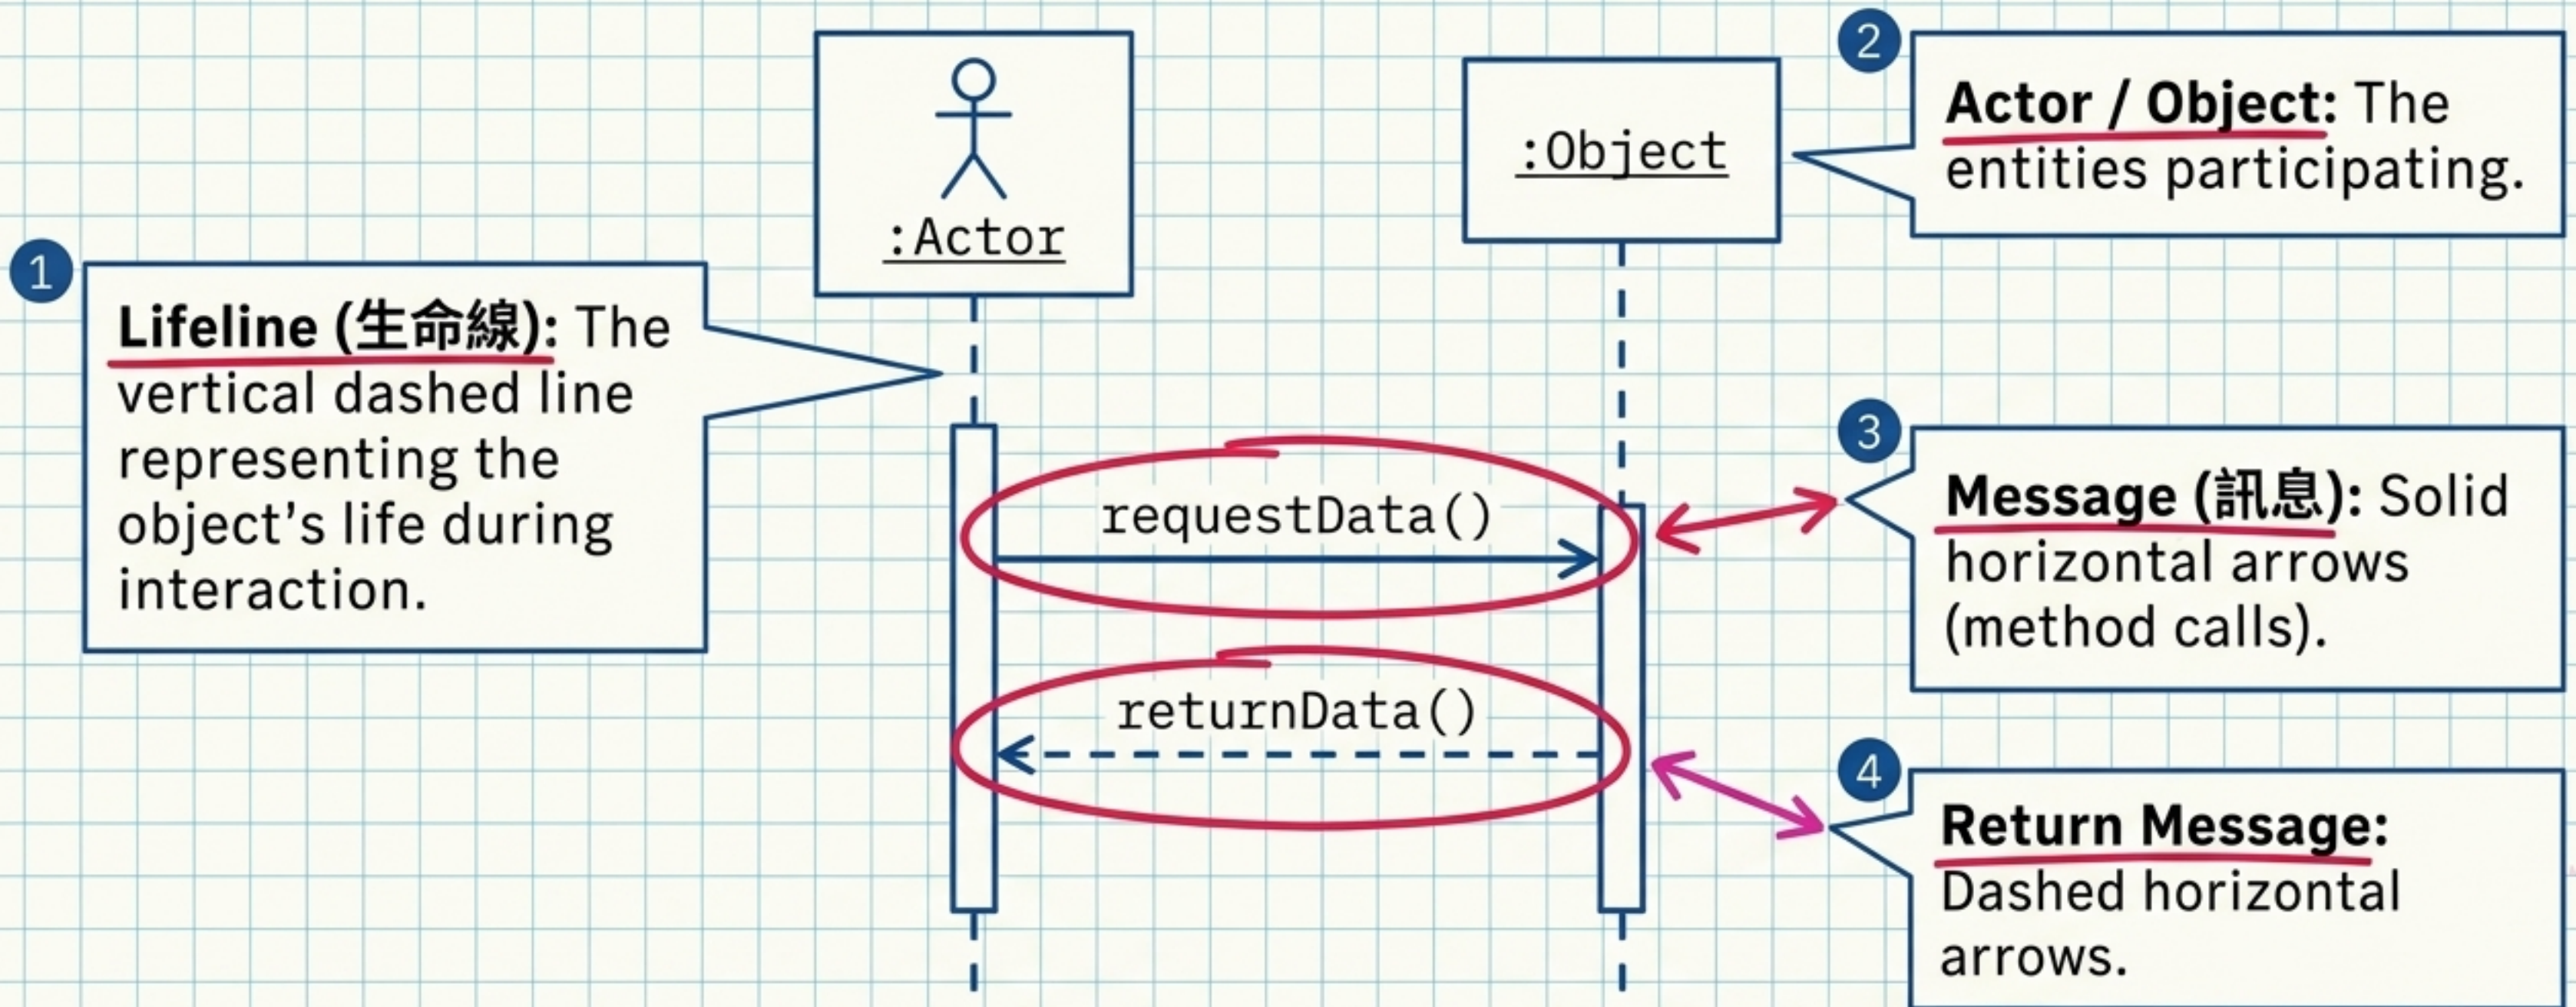 :Actor
:Object
2
Actor / Object: The
entities participating.
1
Lifeline (生命線): The
vertical dashed line
representing the
object's life during
interaction.
requestData()
3
Message (訊息): Solid
horizontal arrows
(method calls).
returnData()
4
Return Message:
Dashed horizontal
arrows.